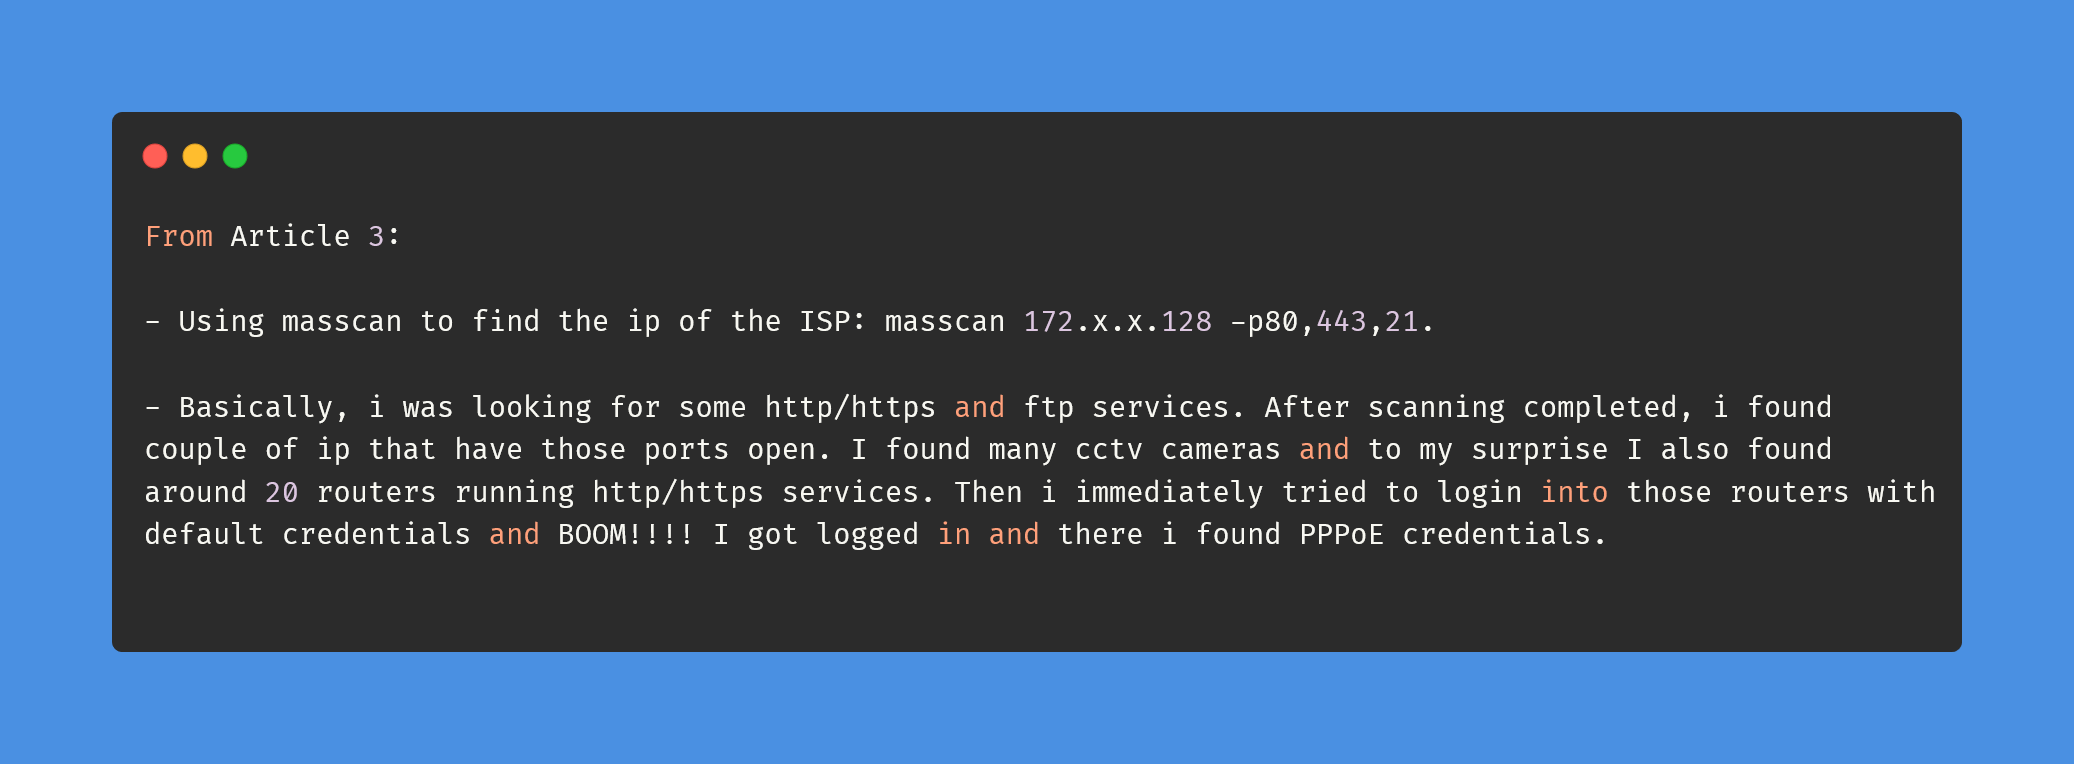 From Article 3:
- Using masscan to find the ip of the ISP: masscan 172.x.x.128 -p80,443,21.
- Basically, i was looking for some http/https and ftp services. After scanning completed, i found
couple of ip that have those ports open. I found many cctv cameras and to my surprise I also found
around 20 routers running http/https services. Then i immediately tried to login into those routers with
default credentials and BOOM!!!! I got logged in and there i found PPPoE credentials.